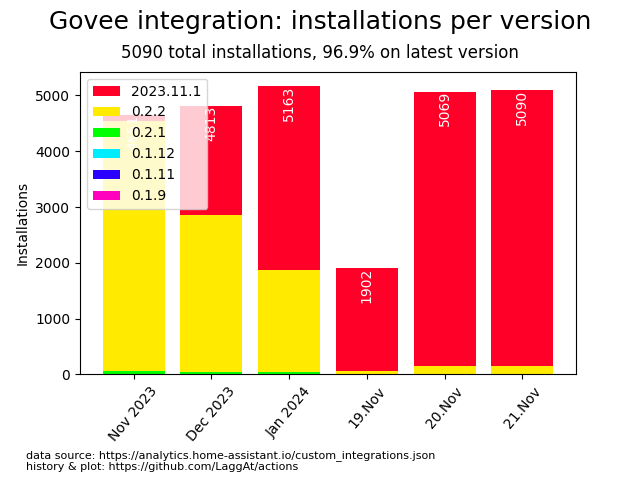 Govee integration: installations per version
5090 total installations, 96.9% on latest version
Installations
5000
4000
3000
2000
1000
0
2023.11.1
0.2.2
0.2.1
0.1.12
0.1.11
0.1.9
4813
5163
1902
5069
5090
Nov 2023
Dec 2023
Jan 2024
19.Nov
20.Nov
21.Nov
data source: https://analytics.home-assistant.io/custom_integrations.json
history & plot: https://github.com/LaggAt/actions